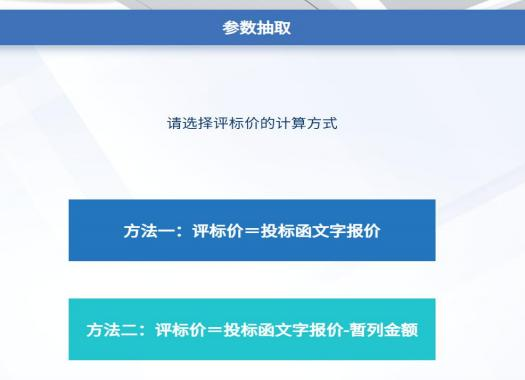 参数抽取
请选择评标价的计算方式
方法一：评标价＝投标函文字报价
方法二：评标价＝投标函文字报价-暂列金额